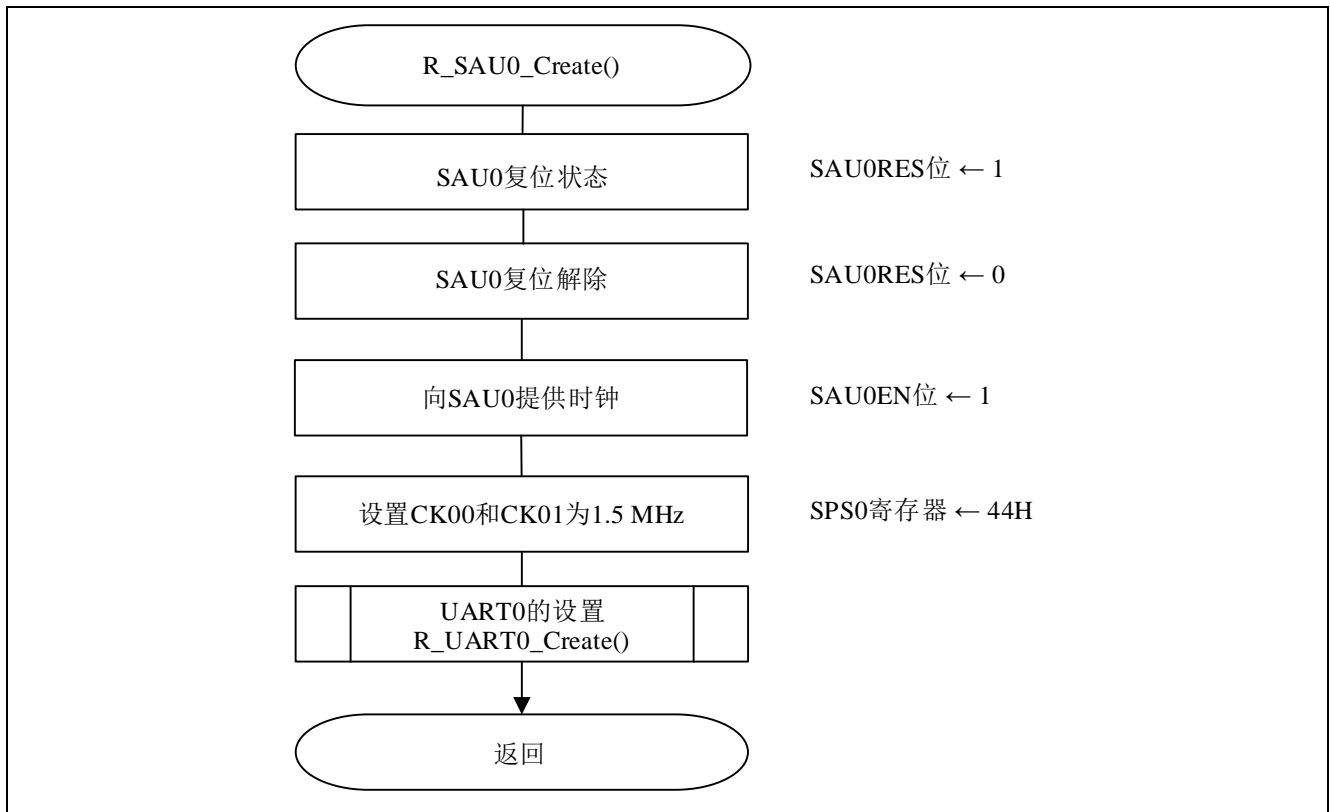 R_SAU0_Create()
SAU0复位状态
SAU0RES位 ← 1
SAU0复位解除
SAU0RES位 ← 0
向SAU0提供时钟
SAU0EN位 ← 1
设置CK00和CK01为1.5 MHz
SPS0寄存器 ← 44H
UART0的设置
R_UART0_Create()
返回